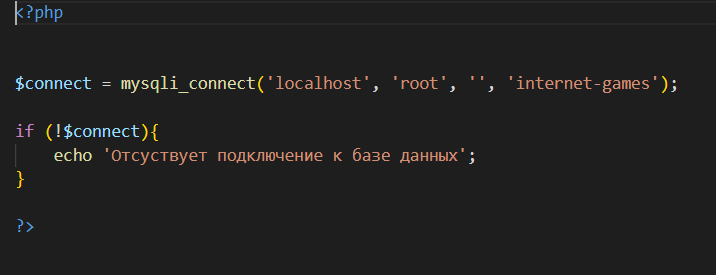 <?php
$connect = mysqli_connect('localhost', 'root', '', 'internet-games');
if (!$connect){
echo 'Отсуствует подключение к базе данных';
}
?>